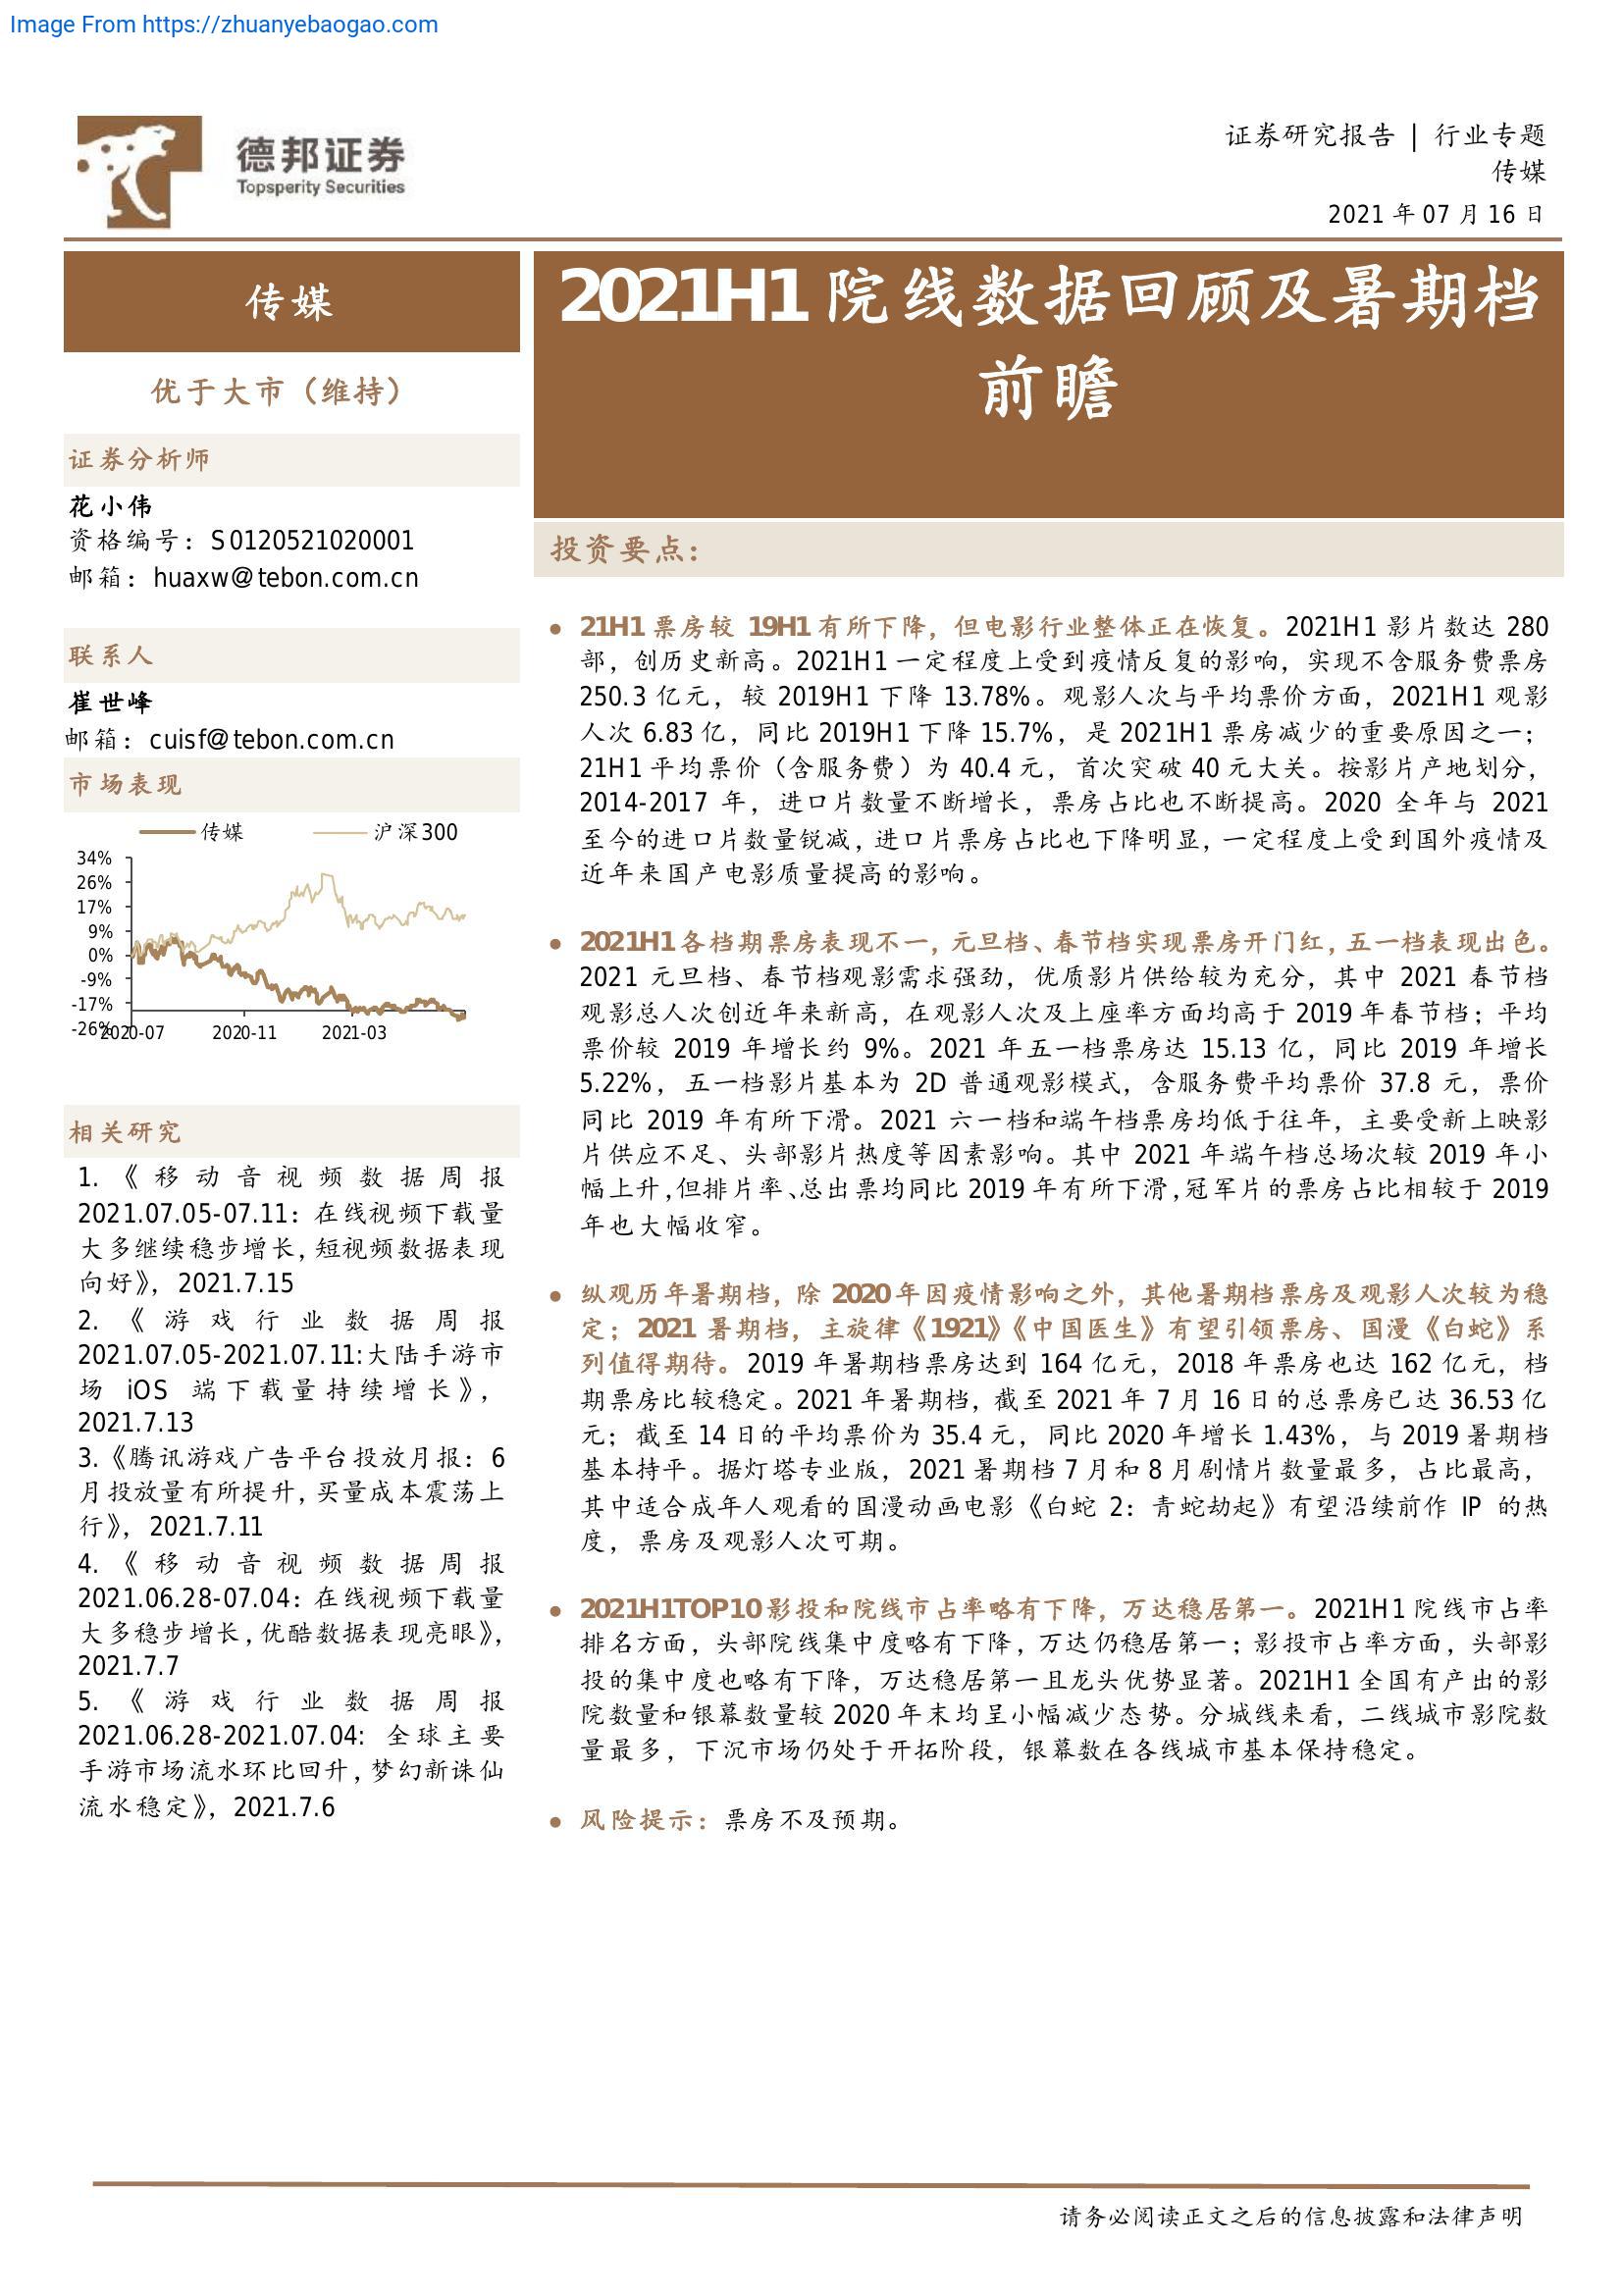 Image From https://zhuanyebaogao.com
德邦证券
Topsperity Securities
证券研究报告 | 行业专题
传媒
2021 年 07 月 16 日
传媒
优于大市（维持）
证券分析师
花小伟
资格编号：S0120521020001
邮箱：huaxw@tebon.com.cn
联系人
崔世峰
邮箱：cuisf@tebon.com.cn
市场表现
传媒 沪深300
34%
26%
17%
9%
0%
-9%
-17%
-26%
2020-07 2020-11 2021-03
相关研究
1.《移动音视频数据周报
2021.07.05-07.11：在线视频下载量
大多继续稳步增长，短视频数据表现
向好》，2021.7.15
2.《游戏行业数据周报
2021.07.05-2021.07.11:大陆手游市
场 iOS 端下载量持续增长》，
2021.7.13
3.《腾讯游戏广告平台投放月报：6
月投放量有所提升，买量成本震荡上
行》，2021.7.11
4.《移动音视频数据周报
2021.06.28-07.04：在线视频下载量
大多稳步增长，优酷数据表现亮眼》，
2021.7.7
5.《游戏行业数据周报
2021.06.28-2021.07.04: 全球主要
手游市场流水环比回升，梦幻新诛仙
流水稳定》，2021.7.6
2021H1 院线数据回顾及暑期档
前瞻
投资要点：
● 21H1 票房较 19H1 有所下降，但电影行业整体正在恢复。2021H1 影片数达 280
部，创历史新高。2021H1 一定程度上受到疫情反复的影响，实现不含服务费票房
250.3 亿元，较 2019H1 下降 13.78%。观影人次与平均票价方面，2021H1 观影
人次 6.83 亿，同比 2019H1 下降 15.7%，是 2021H1 票房减少的重要原因之一；
21H1 平均票价（含服务费）为 40.4 元，首次突破 40 元大关。按影片产地划分，
2014-2017 年，进口片数量不断增长，票房占比也不断提高。2020 全年与 2021
至今的进口片数量锐减，进口片票房占比也下降明显，一定程度上受到国外疫情及
近年来国产电影质量提高的影响。
● 2021H1 各档期票房表现不一，元旦档、春节档实现票房开门红，五一档表现出色。
2021 元旦档、春节档观影需求强劲，优质影片供给较为充分，其中 2021 春节档
观影总人次创近年来新高，在观影人次及上座率方面均高于 2019 年春节档；平均
票价较 2019 年增长约 9%。2021 年五一档票房达 15.13 亿，同比 2019 年增长
5.22%，五一档影片基本为 2D 普通观影模式，含服务费平均票价 37.8 元，票价
同比 2019 年有所下滑。2021 六一档和端午档票房均低于往年，主要受新上映影
片供应不足、头部影片热度等因素影响。其中 2021 年端午档总场次较 2019 年小
幅上升，但排片率、总出票均同比 2019 年有所下滑，冠军片的票房占比相较于 2019
年也大幅收窄。
● 纵观历年暑期档，除 2020 年因疫情影响之外，其他暑期档票房及观影人次较为稳
定；2021 暑期档，主旋律《1921》《中国医生》有望引领票房、国漫《白蛇》系
列值得期待。2019 年暑期档票房达到 164 亿元，2018 年票房也达 162 亿元，档
期票房比较稳定。2021 年暑期档，截至 2021 年 7 月 16 日的总票房已达 36.53 亿
元；截至 14 日的平均票价为 35.4 元，同比 2020 年增长 1.43%，与 2019 暑期档
基本持平。据灯塔专业版，2021 暑期档 7 月和 8 月剧情片数量最多，占比最高，
其中适合成年人观看的国漫动画电影《白蛇 2：青蛇劫起》有望沿续前作 IP 的热
度，票房及观影人次可期。
● 2021H1TOP10 影投和院线市占率略有下降，万达稳居第一。2021H1 院线市占率
排名方面，头部院线集中度略有下降，万达仍稳居第一；影投市占率方面，头部影
投的集中度也略有下降，万达稳居第一且龙头优势显著。2021H1 全国有产出的影
院数量和银幕数量较 2020 年末均呈小幅减少态势。分城线来看，二线城市影院数
量最多，下沉市场仍处于开拓阶段，银幕数在各线城市基本保持稳定。
● 风险提示：票房不及预期。
请务必阅读正文之后的信息披露和法律声明